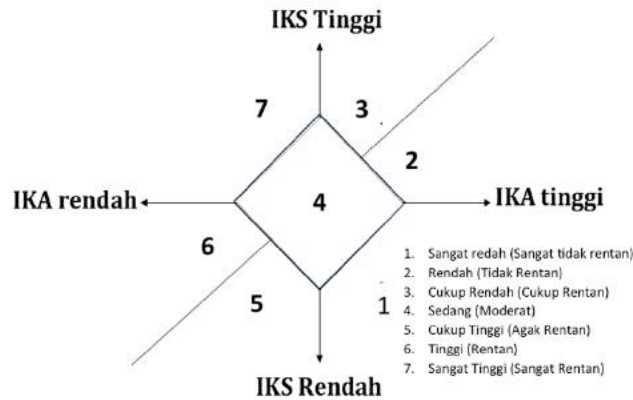 IKS Tinggi
7
3
2
IKA rendah
4
IKA tinggi
6
5
1
IKS Rendah
1. Sangat redah (Sangat tidak rentan)
2. Rendah (Tidak Rentan)
3. Cukup Rendah (Cukup Rentan)
4. Sedang (Moderat)
5. Cukup Tinggi (Agak Rentan)
6. Tinggi (Rentan)
7. Sangat Tinggi (Sangat Rentan)